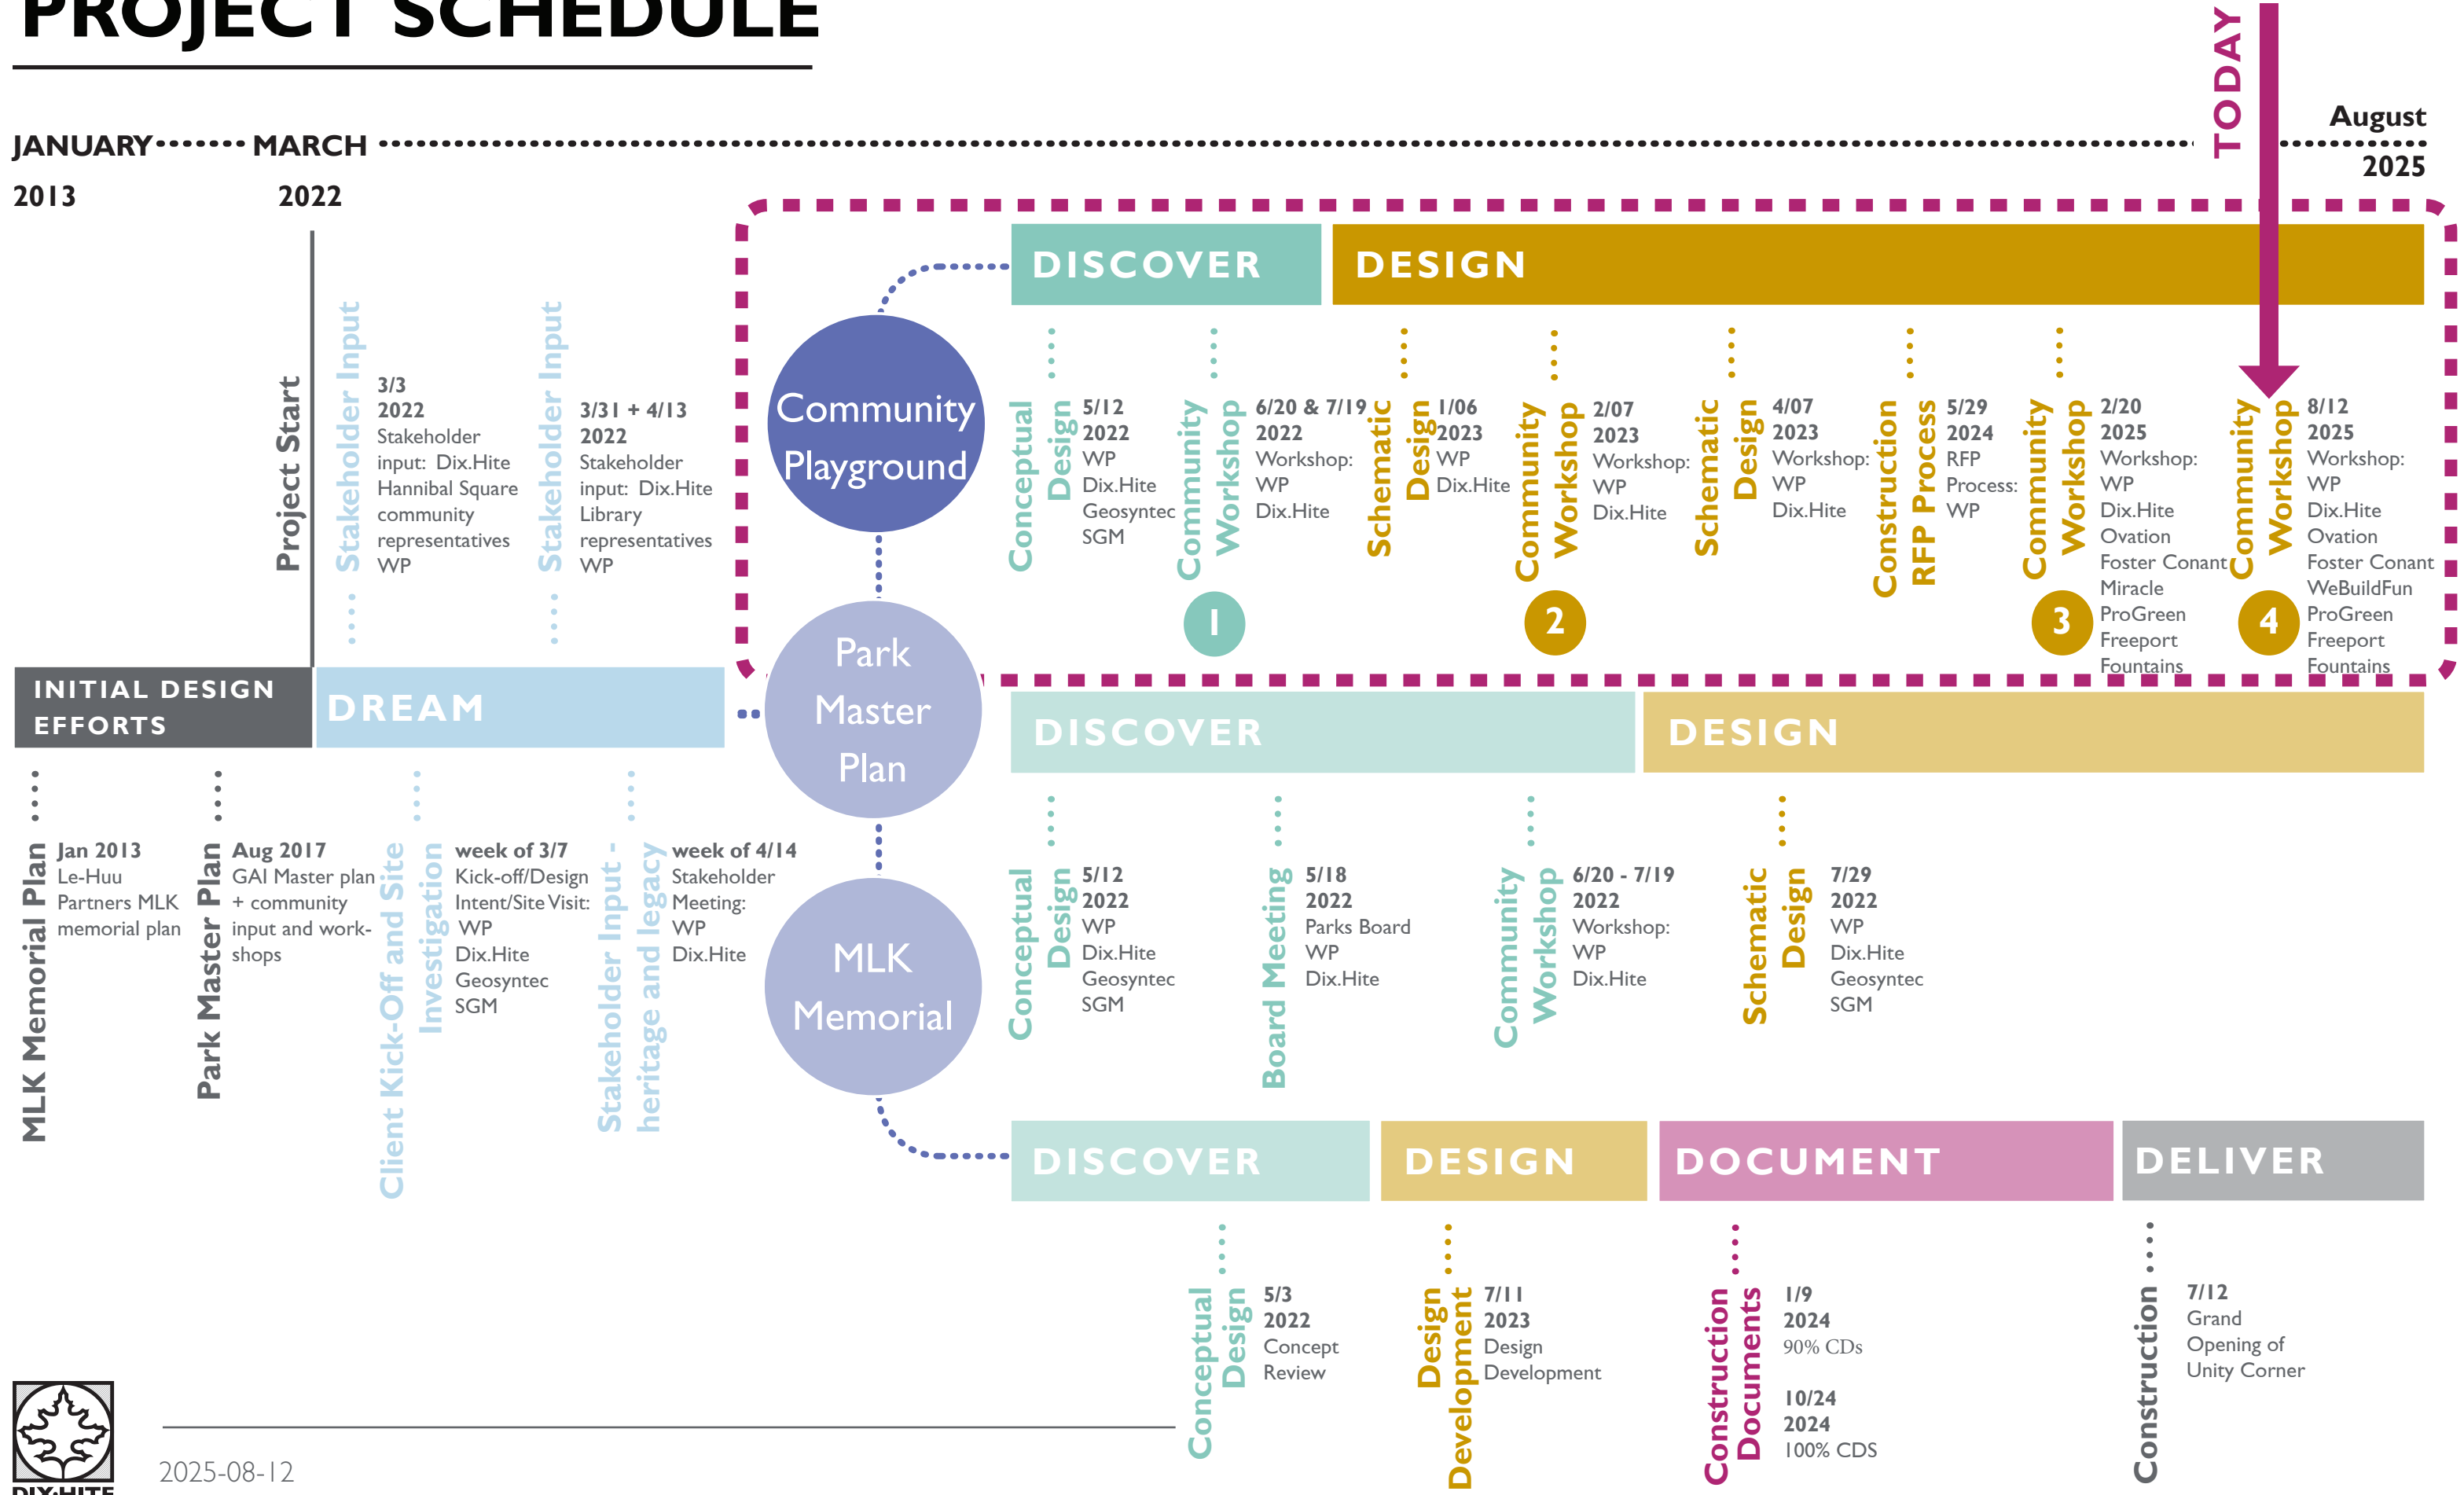 PROJECT SCHEDULE
TODAY
JANUARY
MARCH
August
2013
2022
2025
Project Start
Stakeholder Input
3/3
2022
Stakeholder
input: Dix.Hite
Hannibal Square
community
representatives
WP
Stakeholder Input
3/31 + 4/13
2022
Stakeholder
input: Dix.Hite
Library
representatives
WP
INITIAL DESIGN
EFFORTS
DREAM
MLK Memorial Plan
Jan 2013
Le-Huu
Partners MLK
memorial plan
Park Master Plan
Aug 2017
GAI Master plan
+ community
input and work-
shops
Client Kick-Off and Site
Investigation
week of 3/7
Kick-off/Design
Intent/Site Visit:
WP
Dix.Hite
Geosyntec
SGM
Stakeholder Input -
heritage and legacy
week of 4/14
Stakeholder
Meeting:
WP
Dix.Hite
Community
Playground
DISCOVER
DESIGN
Conceptual
Design
5/12
2022
WP
Dix.Hite
Geosyntec
SGM
Community
Workshop
6/20 & 7/19
2022
Workshop:
WP
Dix.Hite
1
Schematic
Design
1/06
2023
WP
Dix.Hite
Community
Workshop
2/07
2023
Workshop:
WP
Dix.Hite
2
Schematic
Design
4/07
2023
Workshop:
WP
Dix.Hite
Construction
RFP Process
5/29
2024
RFP
Process:
WP
Community
Workshop
2/20
2025
Workshop:
WP
Dix.Hite
Ovation
Foster Conant
Miracle
ProGreen
Freeport
Fountains
3
Community
Workshop
8/12
2025
Workshop:
WP
Dix.Hite
Ovation
Foster Conant
WeBuildFun
ProGreen
Freeport
Fountains
4
Park
Master
Plan
DISCOVER
DESIGN
Conceptual
Design
5/12
2022
WP
Dix.Hite
Geosyntec
SGM
Board Meeting
5/18
2022
Parks Board
WP
Dix.Hite
Community
Workshop
6/20 - 7/19
2022
Workshop:
WP
Dix.Hite
Schematic
Design
7/29
2022
WP
Dix.Hite
Geosyntec
SGM
MLK
Memorial
DISCOVER
DESIGN
DOCUMENT
DELIVER
Conceptual
Design
5/3
2022
Concept
Review
Design
Development
7/11
2023
Design
Development
Construction
Documents
1/9
2024
90% CDs
10/24
2024
100% CDS
Construction
7/12
Grand
Opening of
Unity Corner
2025-08-12
DIX.HITE